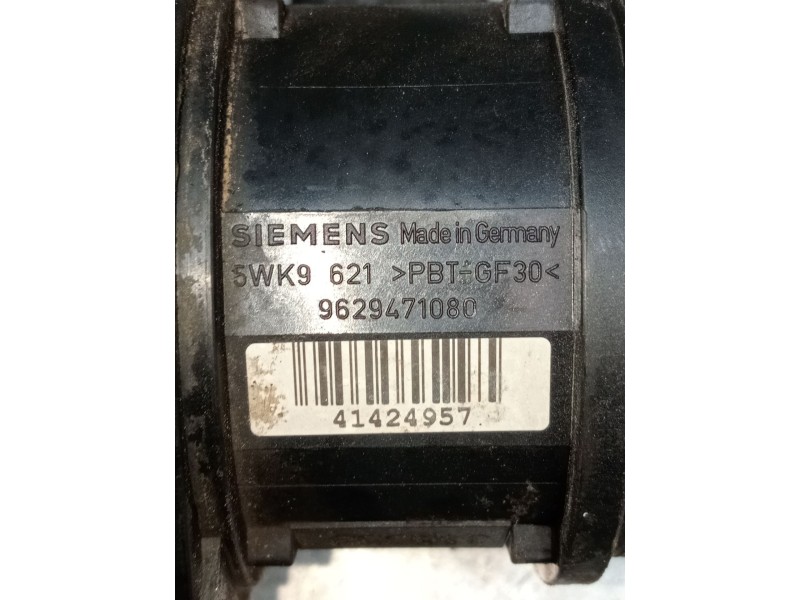 SIEMENS Made in Germany
5WK9 621 >PBT-GF30<
9629471080
41424957